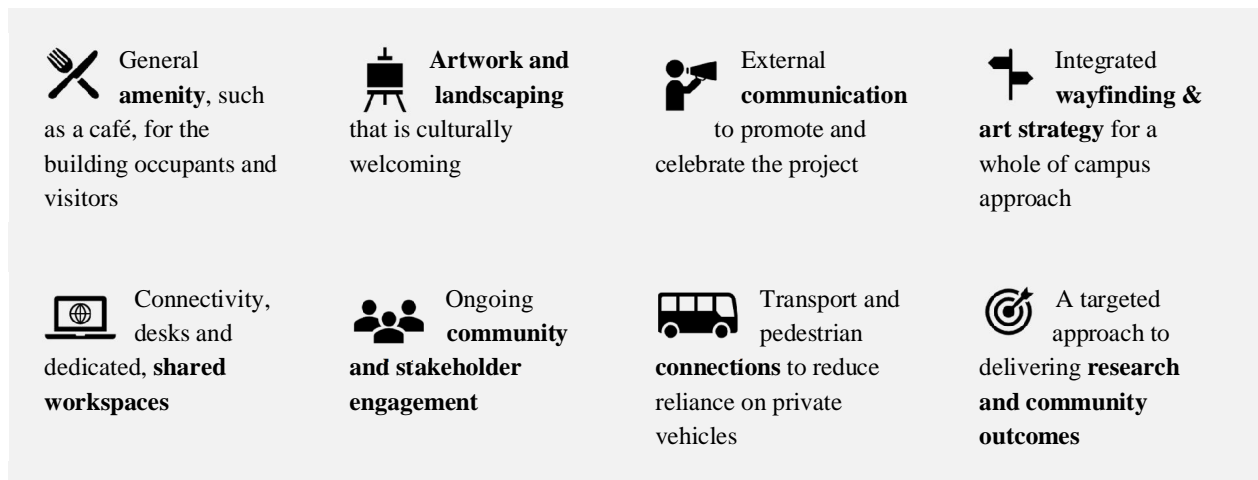 General
amenity, such
as a café, for the
building occupants and
visitors
Artwork and
landscaping
that is culturally
welcoming
External
communication
to promote and
celebrate the project
Integrated
wayfinding &
art strategy for a
whole of campus
approach
Connectivity,
desks and
dedicated, shared
workspaces
Ongoing
community
and stakeholder
engagement
Transport and
pedestrian
connections to reduce
reliance on private
vehicles
A targeted
approach to
delivering research
and community
outcomes